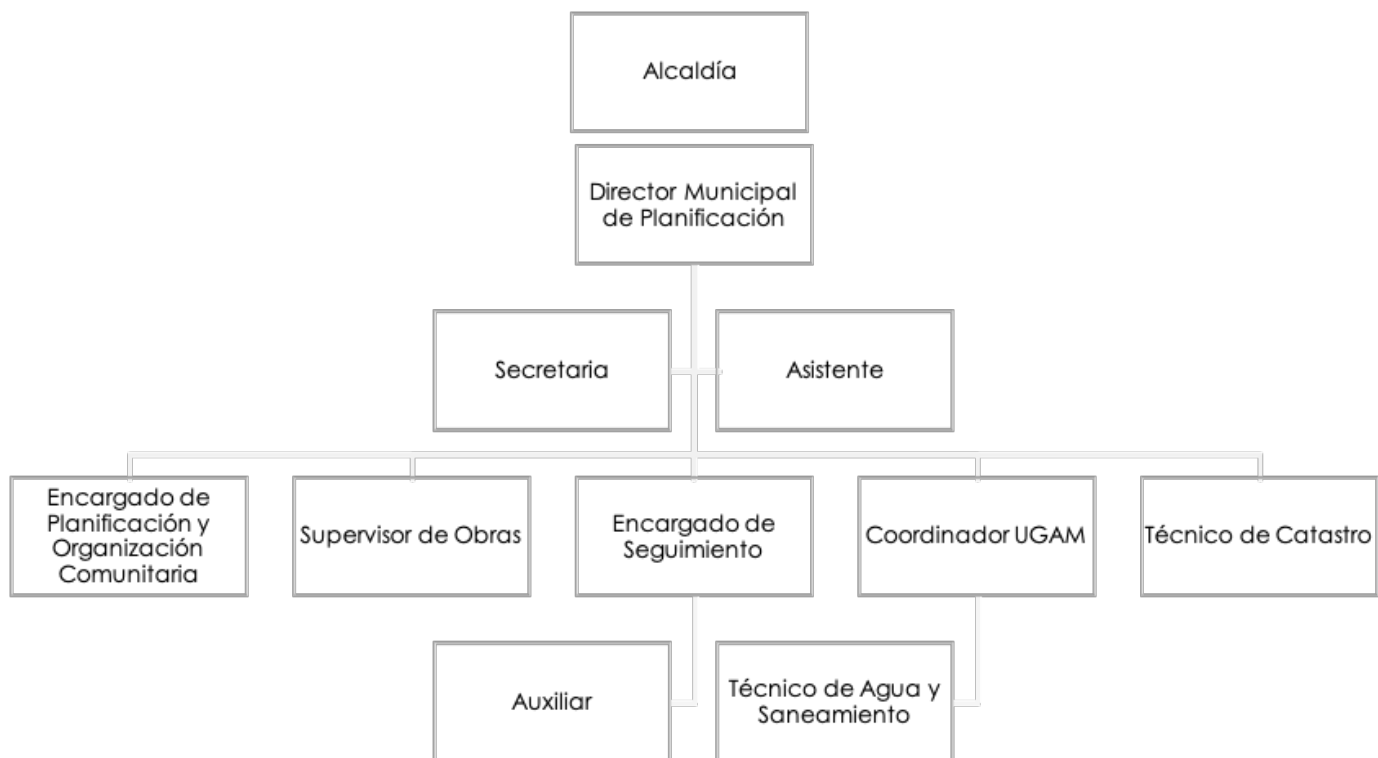 Alcaldía
Director Municipal
de Planificación
Secretaria
Asistente
Encargado de
Planificación y
Organización
Comunitaria
Supervisor de Obras
Encargado de
Seguimiento
Coordinador UGAM
Técnico de Catastro
Auxiliar
Técnico de Agua y
Saneamiento